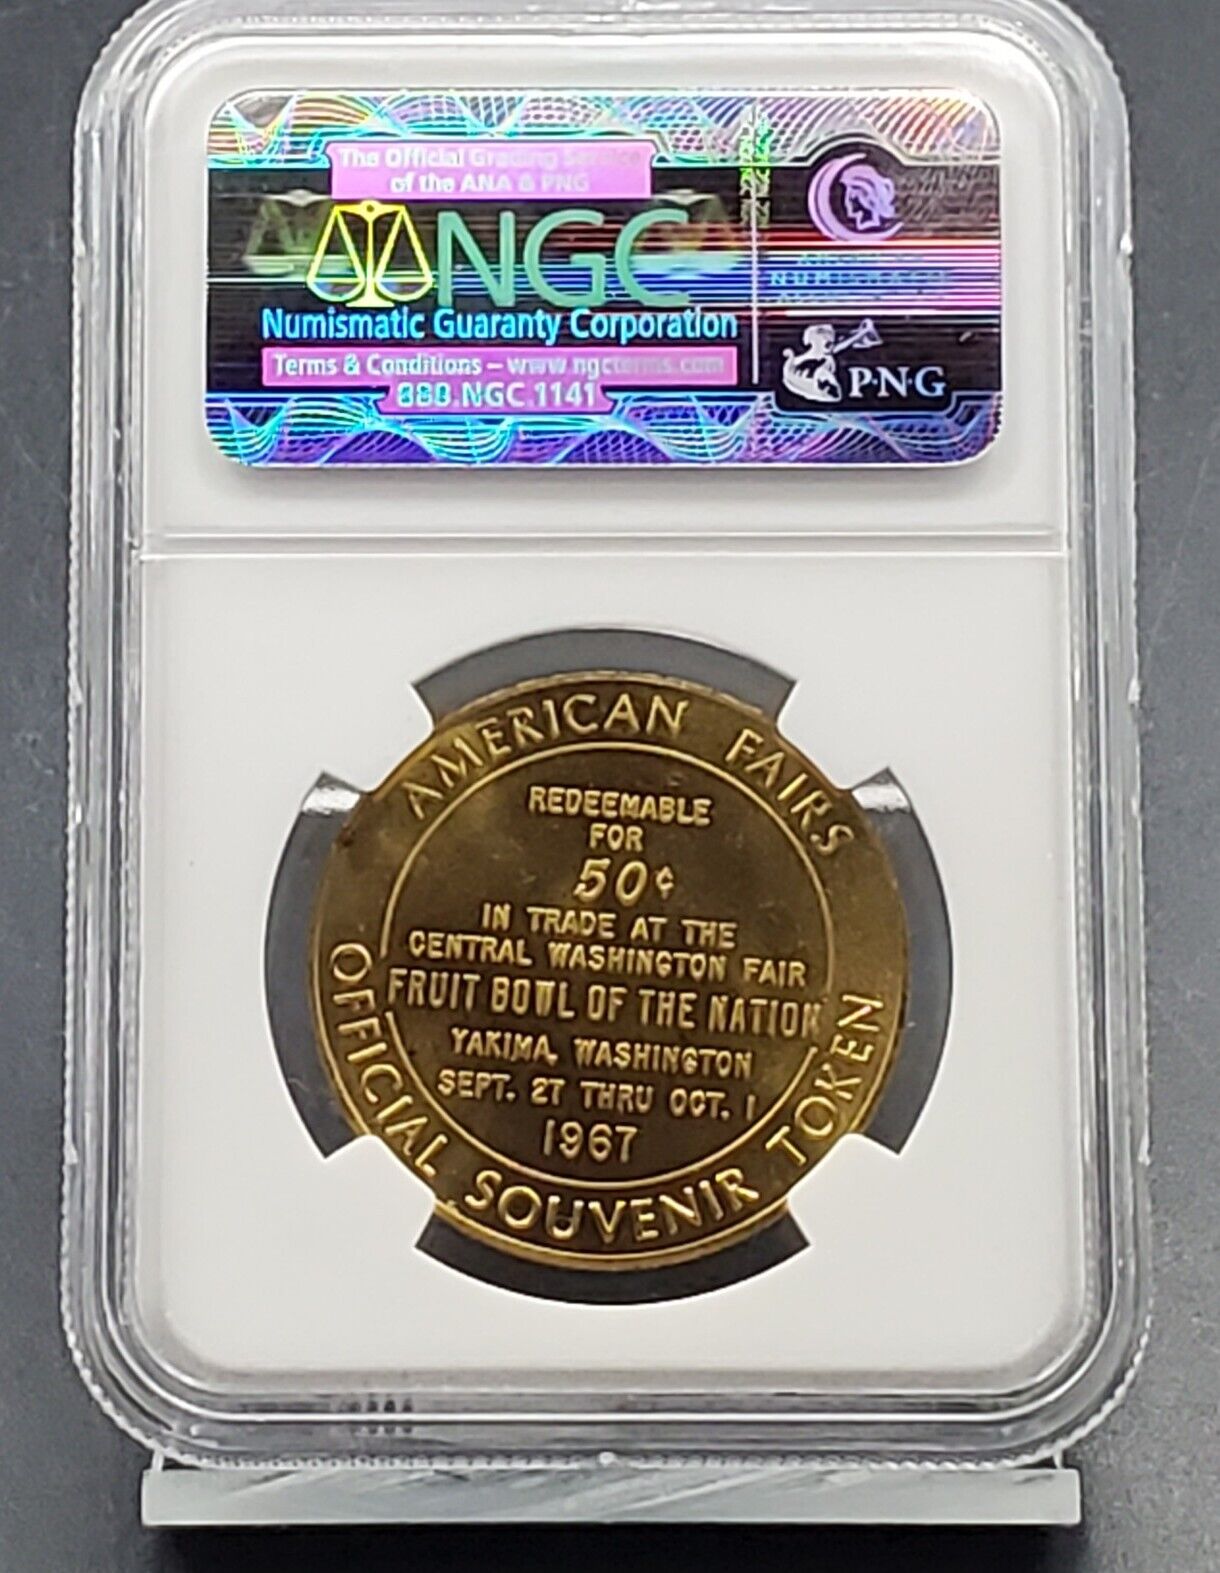 The Official Grading Service
of the ANA & PNG
NGC
Numismatic Guaranty Corporation
Terms & Conditions – www.ngcterms.com
888.NGC.1141
P·N·G
AMERICAN FAIRS
REDEEMABLE
FOR
50¢
IN TRADE AT THE
CENTRAL WASHINGTON FAIR
FRUIT BOWL OF THE NATION
YAKIMA, WASHINGTON
SEPT. 27 THRU OCT. 1
1967
OFFICIAL SOUVENIR TOKEN